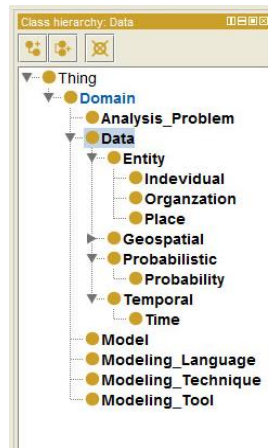 Class hierarchy: Data
Thing
Domain
Analysis_Problem
Data
Entity
Indevidual
Organzation
Place
Geospatial
Probabilistic
Probability
Temporal
Time
Model
Modeling_Language
Modeling_Technique
Modeling_Tool